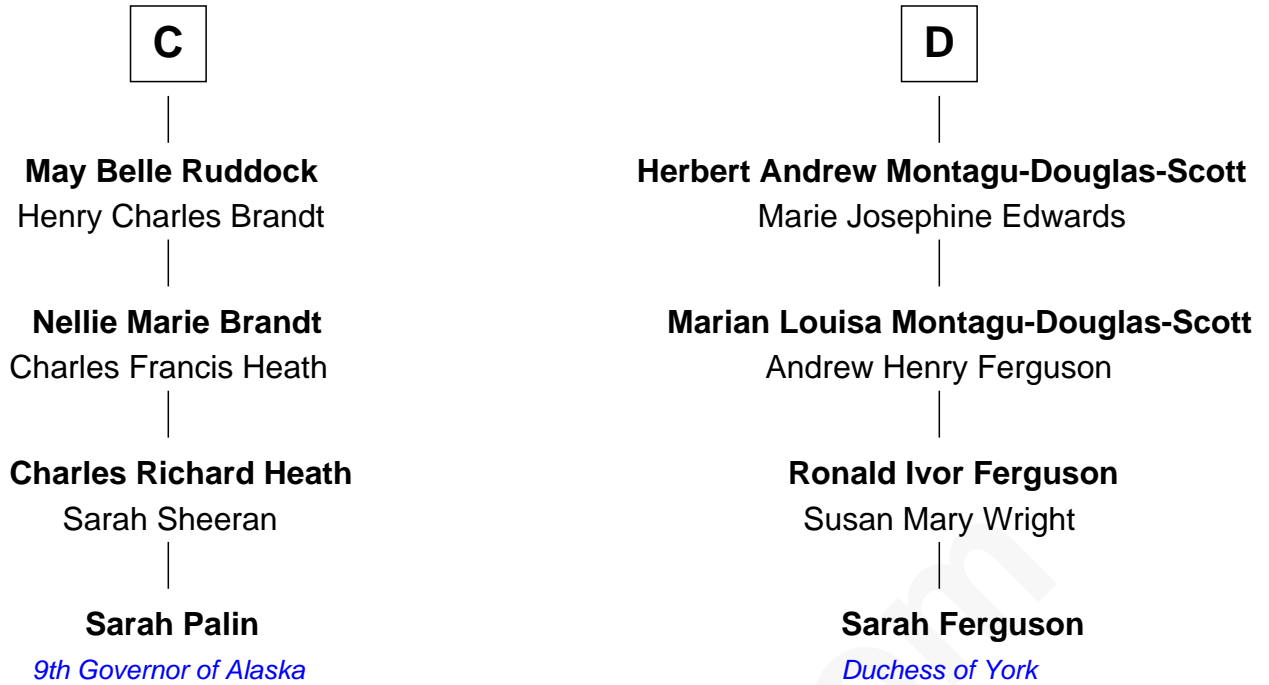 C
May Belle Ruddock
Henry Charles Brandt
Nellie Marie Brandt
Charles Francis Heath
Charles Richard Heath
Sarah Sheeran
Sarah Palin
9th Governor of Alaska
D
Herbert Andrew Montagu-Douglas-Scott
Marie Josephine Edwards
Marian Louisa Montagu-Douglas-Scott
Andrew Henry Ferguson
Ronald Ivor Ferguson
Susan Mary Wright
Sarah Ferguson
Duchess of York